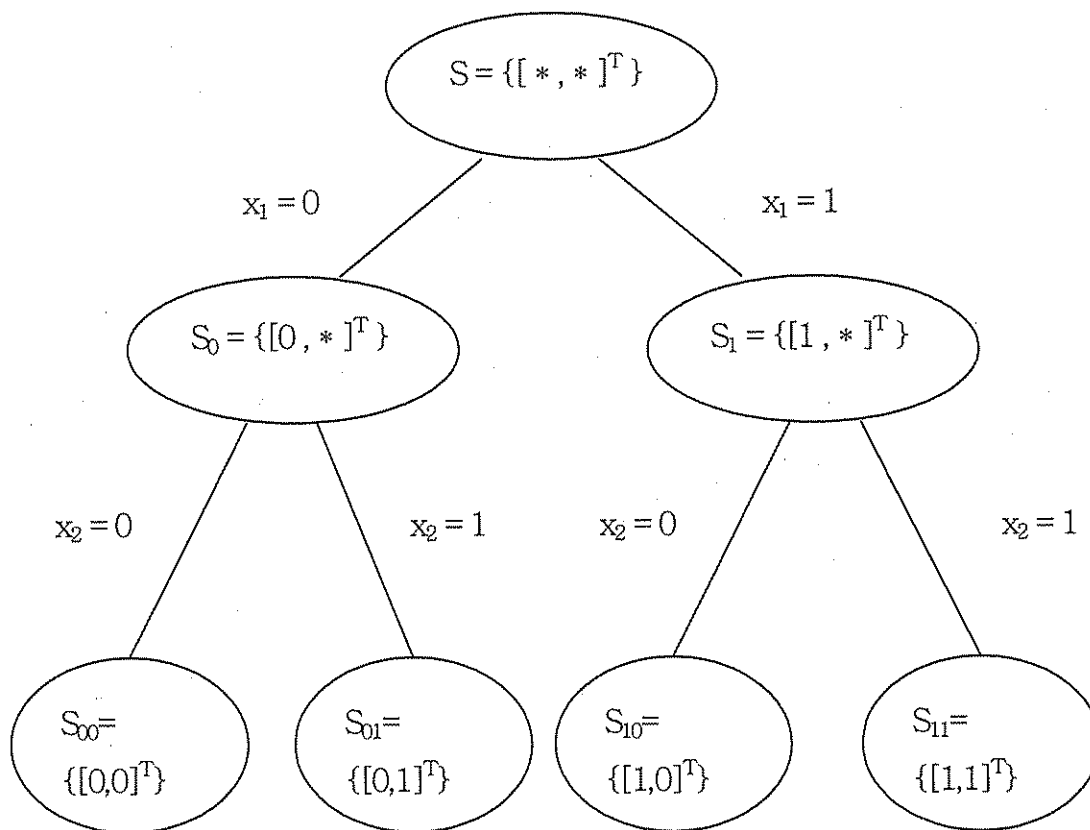 S = {[ * , * ]ᵀ }
x₁ = 0
x₁ = 1
S₀ = {[0 , * ]ᵀ }
S₁ = {[1 , * ]ᵀ }
x₂ = 0
x₂ = 1
x₂ = 0
x₂ = 1
S₀₀=
{[0,0]ᵀ}
S₀₁=
{[0,1]ᵀ}
S₁₀=
{[1,0]ᵀ}
S₁₁=
{[1,1]ᵀ}